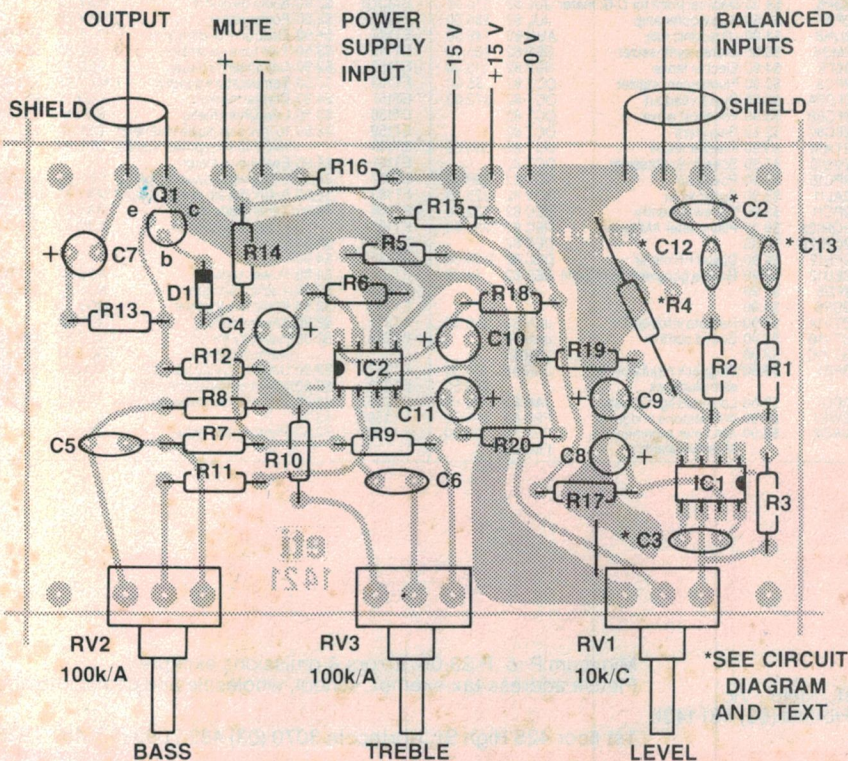 OUTPUT
MUTE
+ −
POWER
SUPPLY
INPUT
−15 V
+15 V
0 V
BALANCED
INPUTS
SHIELD
SHIELD
R16
Q1
e c
b
R15
*C2
+ C7
R14
R5
*C12
*C13
D1
R6
R18
*R4
R13
C4 +
+ C10
R12
IC2
R19
R2
R1
R8
C11 +
+ C9
C5
R7
R9
R20
R10
C8 +
R11
C6
R17
IC1
R3
eti
1421
*C3
RV2
100k/A
RV3
100k/A
RV1
10k/C
*SEE CIRCUIT
DIAGRAM
AND TEXT
BASS
TREBLE
LEVEL